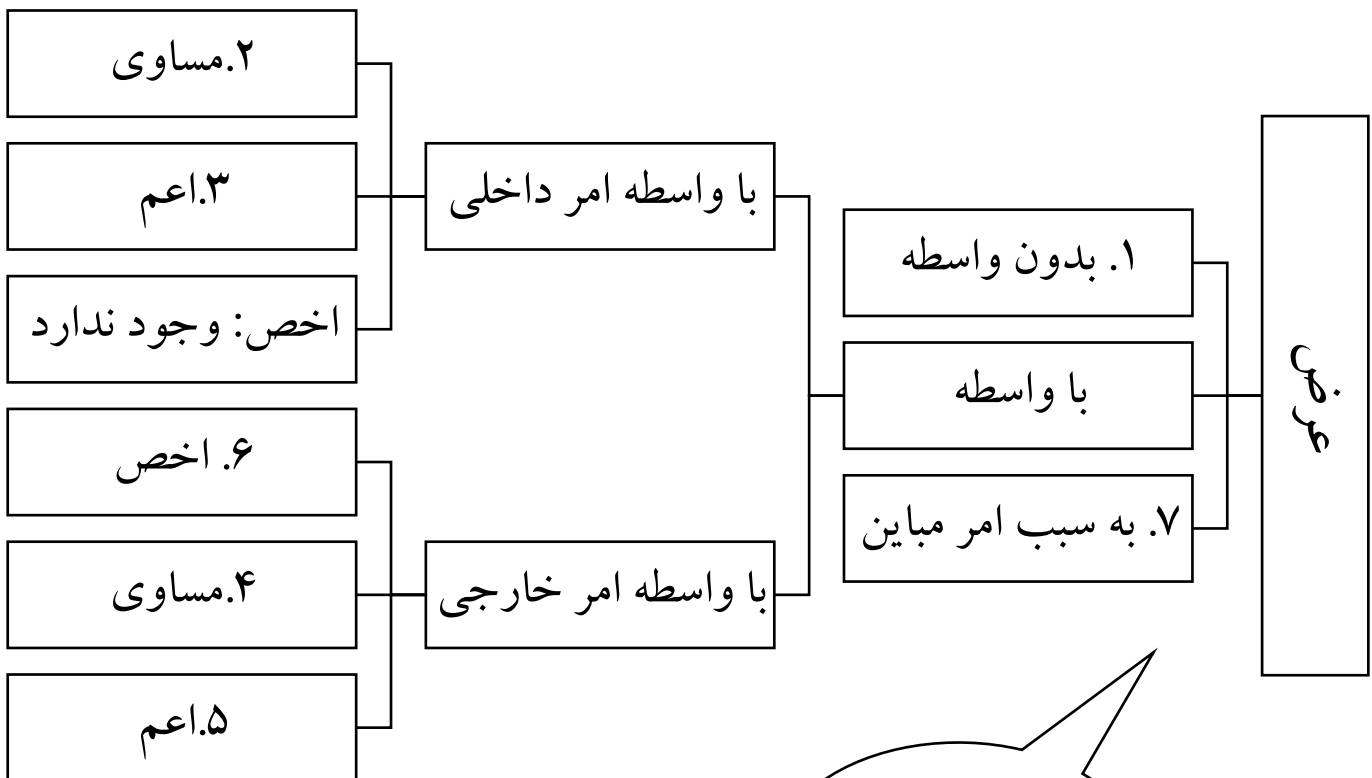 عرض
۱. بدون واسطه
با واسطه
۷. به سبب امر مباین
با واسطه امر داخلی
با واسطه امر خارجی
۲.مساوی
۳.اعم
اخص: وجود ندارد
۶. اخص
۴.مساوی
۵.اعم